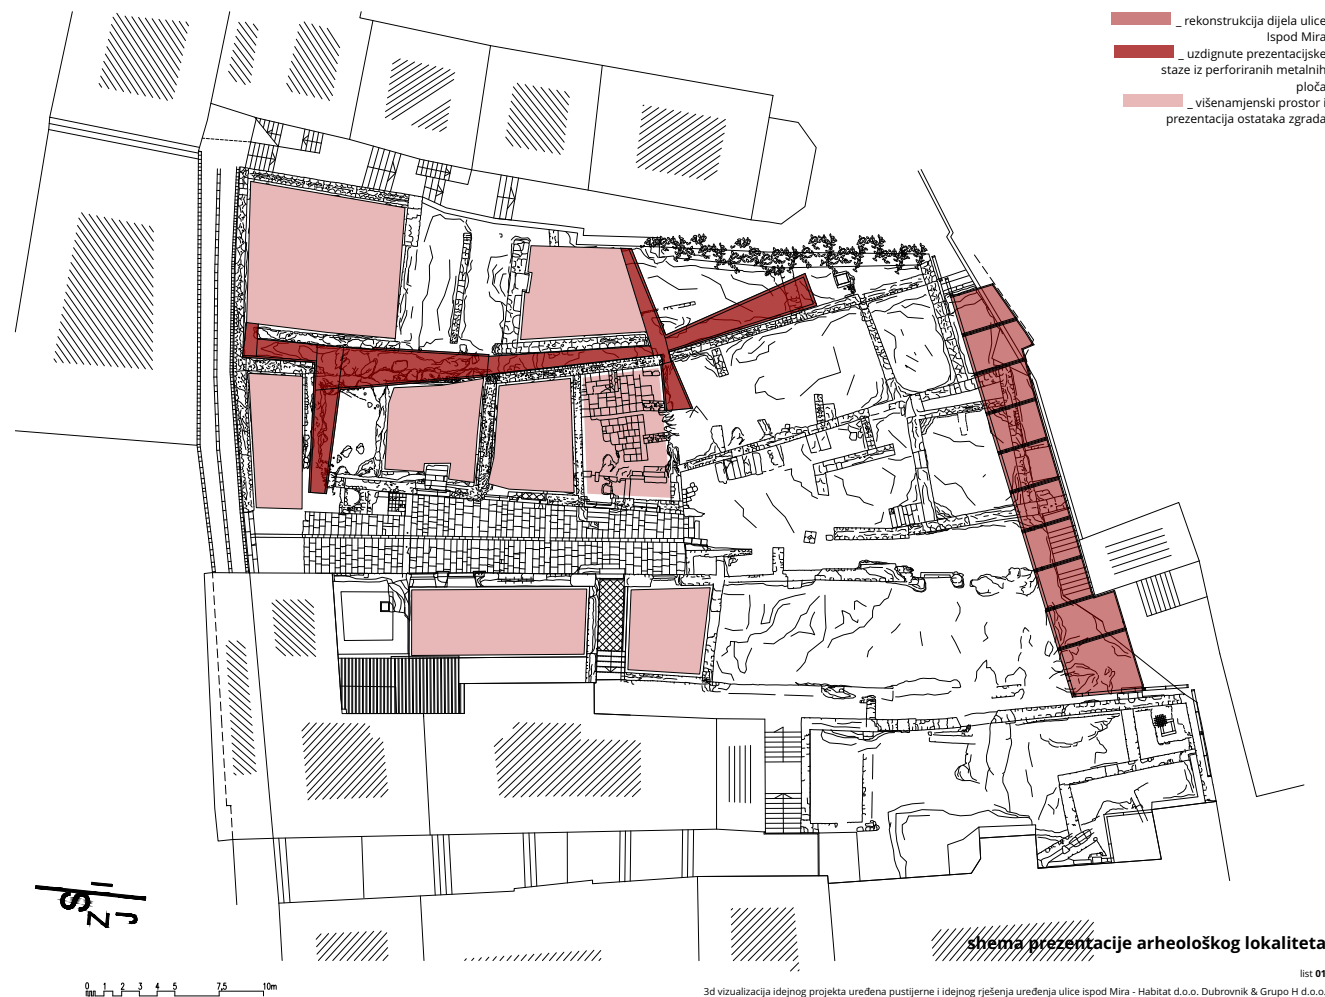 _ rekonstrukcija dijela ulice
Ispod Mira
_ uzdignute prezentacijske
staze iz perforiranih metalnih
ploča
_ višenamjenski prostor i
prezentacija ostataka zgrada
I
S
J
Z
0 1 2 3 4 5 7,5 10m
shema prezentacije arheološkog lokaliteta
list 01
3d vizualizacija idejnog projekta uređena pustijerne i idejnog rješenja uređenja ulice ispod Mira - Habitat d.o.o. Dubrovnik & Grupo H d.o.o.